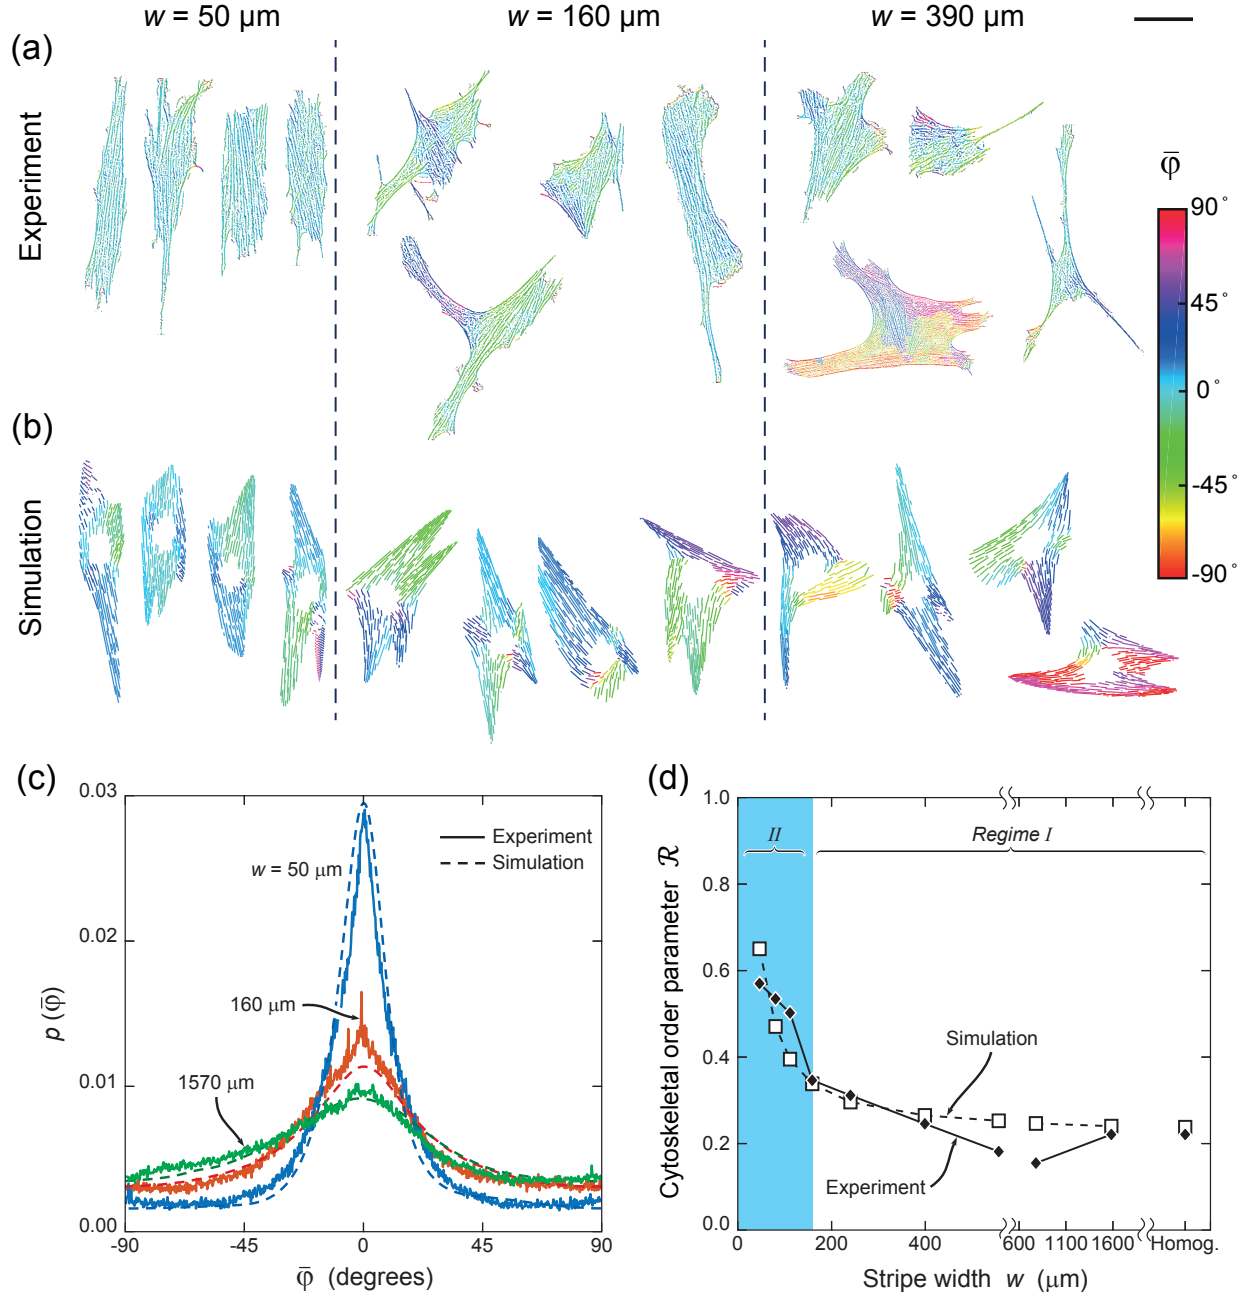 w = 50 μm
w = 160 μm
w = 390 μm
(a)
Experiment
φ̄
90°
45°
0°
-45°
-90°
(b)
Simulation
(c)
0.03
0.02
0.01
0.00
p (φ̄)
Experiment
Simulation
w = 50 μm
160 μm
1570 μm
-90
-45
0
45
90
φ̄ (degrees)
(d)
1.0
0.8
0.6
0.4
0.2
0.0
Cytoskeletal order parameter ℛ
II
Regime I
Simulation
Experiment
0
200
400
600
1100
1600
Homog.
Stripe width w (μm)